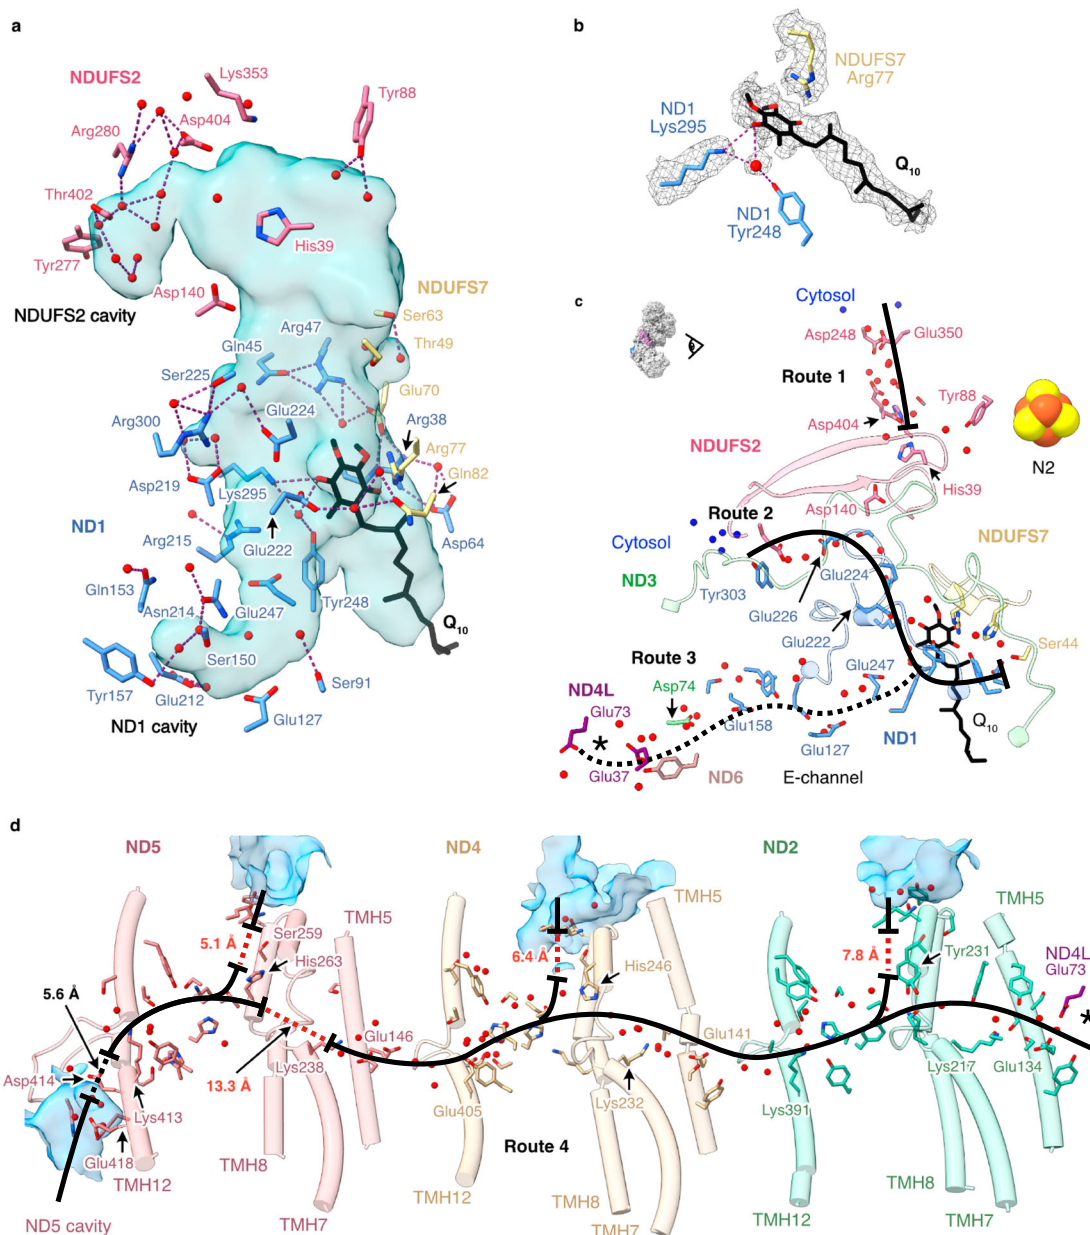 a
NDUFS2
Lys353
Tyr88
Arg280
Asp404
Thr402
Tyr277
His39
Asp140
NDUFS2 cavity
NDUFS7
Ser63
Arg47
Gln45
Thr49
Ser225
Glu70
Glu224
Arg38
Arg300
Arg77
Gln82
Asp219
Lys295
ND1
Asp64
Arg215
Glu222
Gln153
Tyr248
Asn214
Glu247
Q10
Ser150
Tyr157
Glu212
Ser91
ND1 cavity
Glu127
b
NDUFS7
Arg77
ND1
Lys295
Q10
ND1
Tyr248
c
Cytosol
Asp248
Glu350
Route 1
Tyr88
Asp404
NDUFS2
N2
His39
Asp140
Route 2
Cytosol
NDUFS7
ND3
Glu224
Tyr303
Glu226
Glu222
Ser44
Route 3
Glu247
ND4L
Asp74
Glu73
Glu158
Q10
ND1
Glu127
*
Glu37
ND6
E-channel
d
ND5
ND4
ND2
TMH5
TMH5
TMH5
Ser259
5.1 Å
6.4 Å
7.8 Å
Tyr231
ND4L
His263
His246
Glu73
5.6 Å
*
Glu146
Glu141
Asp414
13.3 Å
Lys238
Lys217
Glu134
Lys413
Glu405
Lys232
Lys391
Glu418
Route 4
TMH12
TMH8
TMH12
TMH8
TMH8
ND5 cavity
TMH7
TMH7
TMH12
TMH7